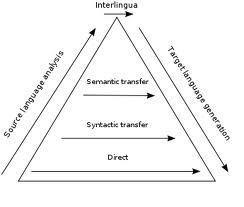 Interlingua
Source language analysis
Target language generation
Semantic transfer
Syntactic transfer
Direct